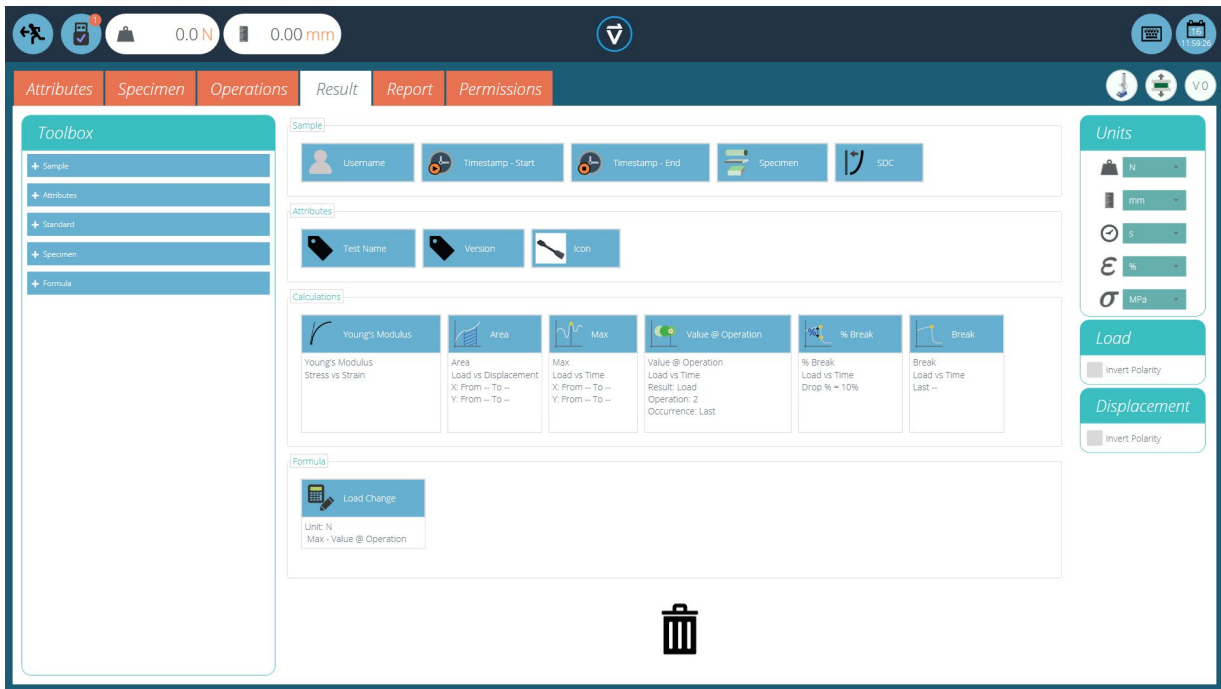 1
0.0 N
0.00 mm
16
11:59:26
Attributes
Specimen
Operations
Result
Report
Permissions
V 0
Toolbox
+ Sample
+ Attributes
+ Standard
+ Specimen
+ Formula
Sample
Username
Timestamp - Start
Timestamp - End
Specimen
SDC
Attributes
Test Name
Version
Icon
Calculations
Young's Modulus
Young's Modulus
Stress vs Strain
Area
Area
Load vs Displacement
X: From -- To --
Y: From -- To --
Max
Max
Load vs Time
X: From -- To --
Y: From -- To --
Value @ Operation
Value @ Operation
Load vs Time
Result: Load
Operation: 2
Occurrence: Last
% Break
% Break
Load vs Time
Drop % = 10%
Break
Break
Load vs Time
Last --
Formula
Load Change
Unit: N
Max - Value @ Operation
Units
N
mm
s
ε %
σ MPa
Load
Invert Polarity
Displacement
Invert Polarity